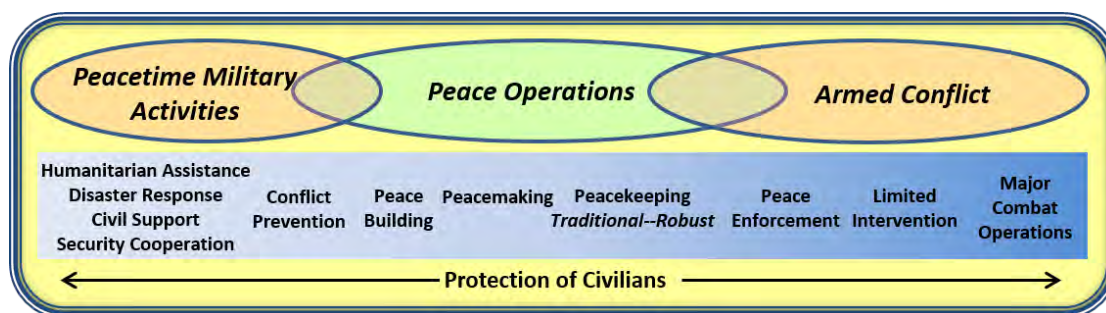 Peacetime Military
Activities
Peace Operations
Armed Conflict
Humanitarian Assistance
Disaster Response
Civil Support
Security Cooperation
Conflict
Prevention
Peace
Building
Peacemaking
Peacekeeping
Traditional--Robust
Peace
Enforcement
Limited
Intervention
Major
Combat
Operations
Protection of Civilians